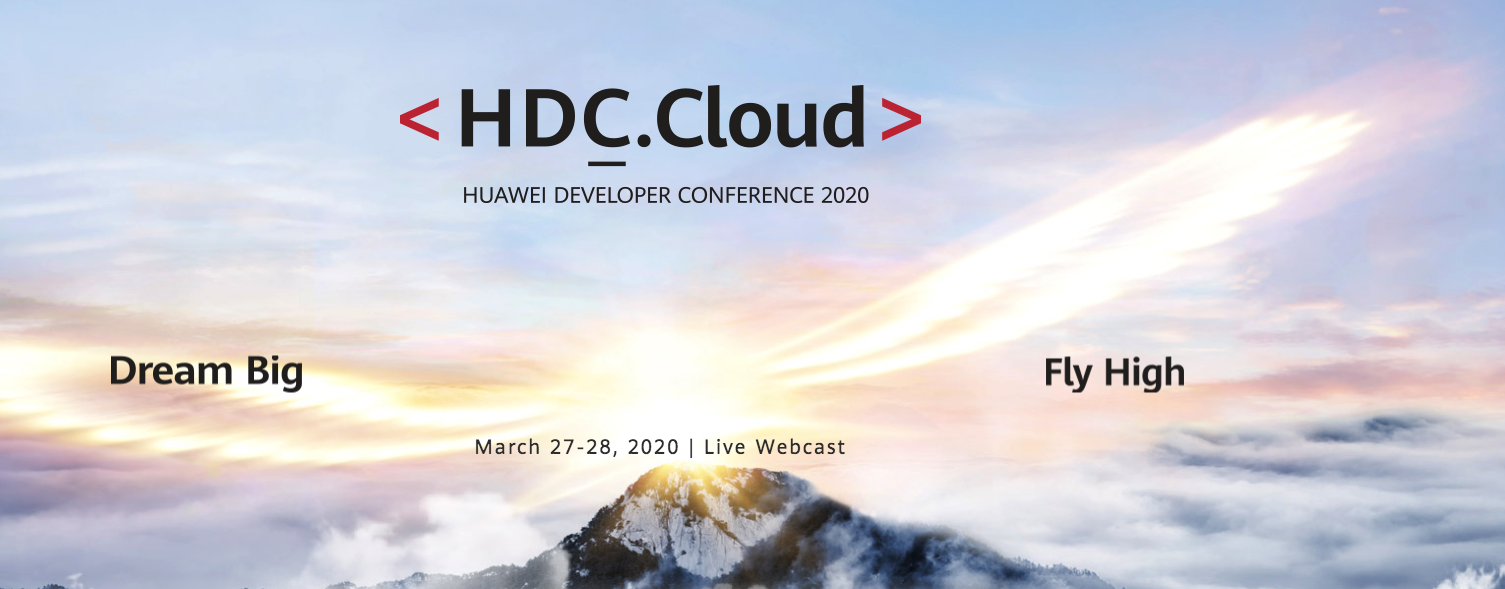 <HDC.Cloud>
HUAWEI DEVELOPER CONFERENCE 2020
Dream Big
Fly High
March 27-28, 2020 | Live Webcast